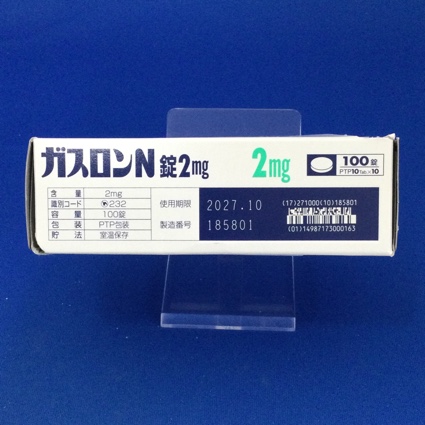 ガスロンN錠2mg
2mg
100錠
PTP10Tab.×10
含量 2mg
識別コード 232
容量 100錠
包装 PTP包装
貯法 室温保存
使用期限 2027.10
製造番号 185801
(17)271000(10)185801
(01)14987173000163